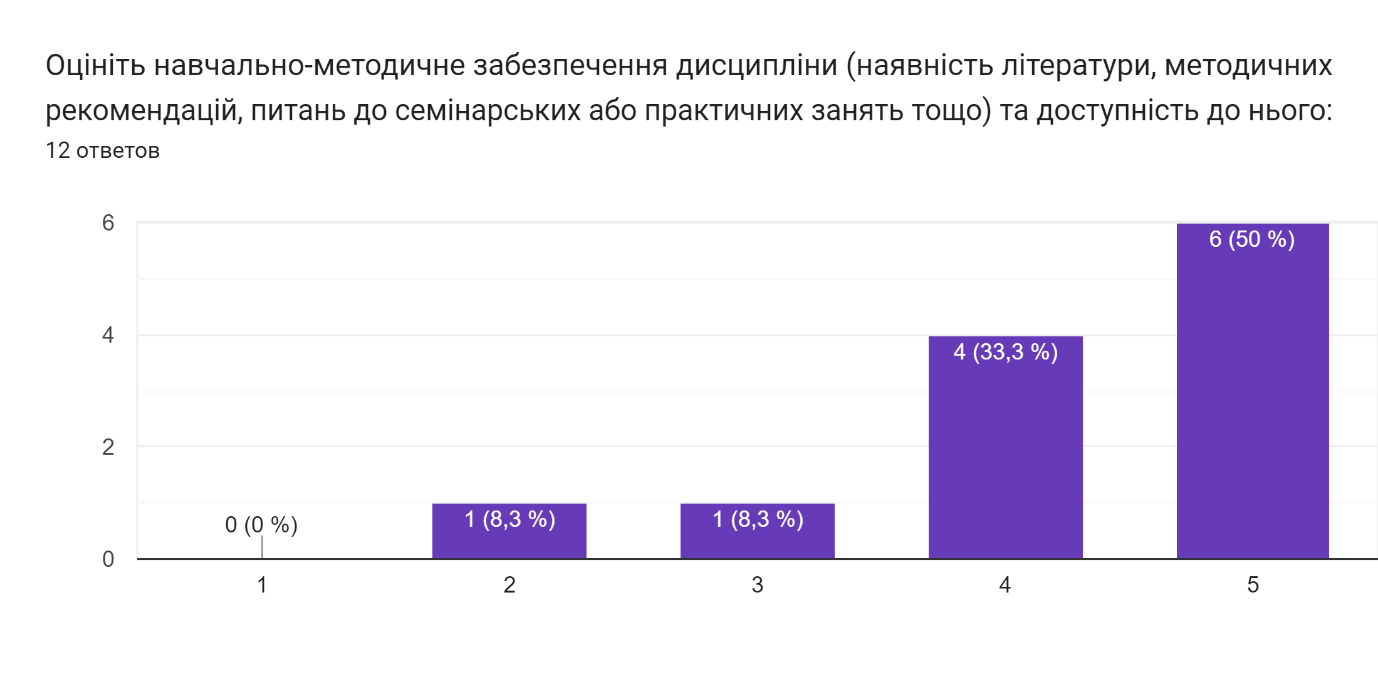 Оцініть навчально-методичне забезпечення дисципліни (наявність літератури, методичних
рекомендацій, питань до семінарських або практичних занять тощо) та доступність до нього:
12 ответов
6
4
2
0
0 (0 %)
1 (8,3 %)
1 (8,3 %)
4 (33,3 %)
6 (50 %)
1
2
3
4
5